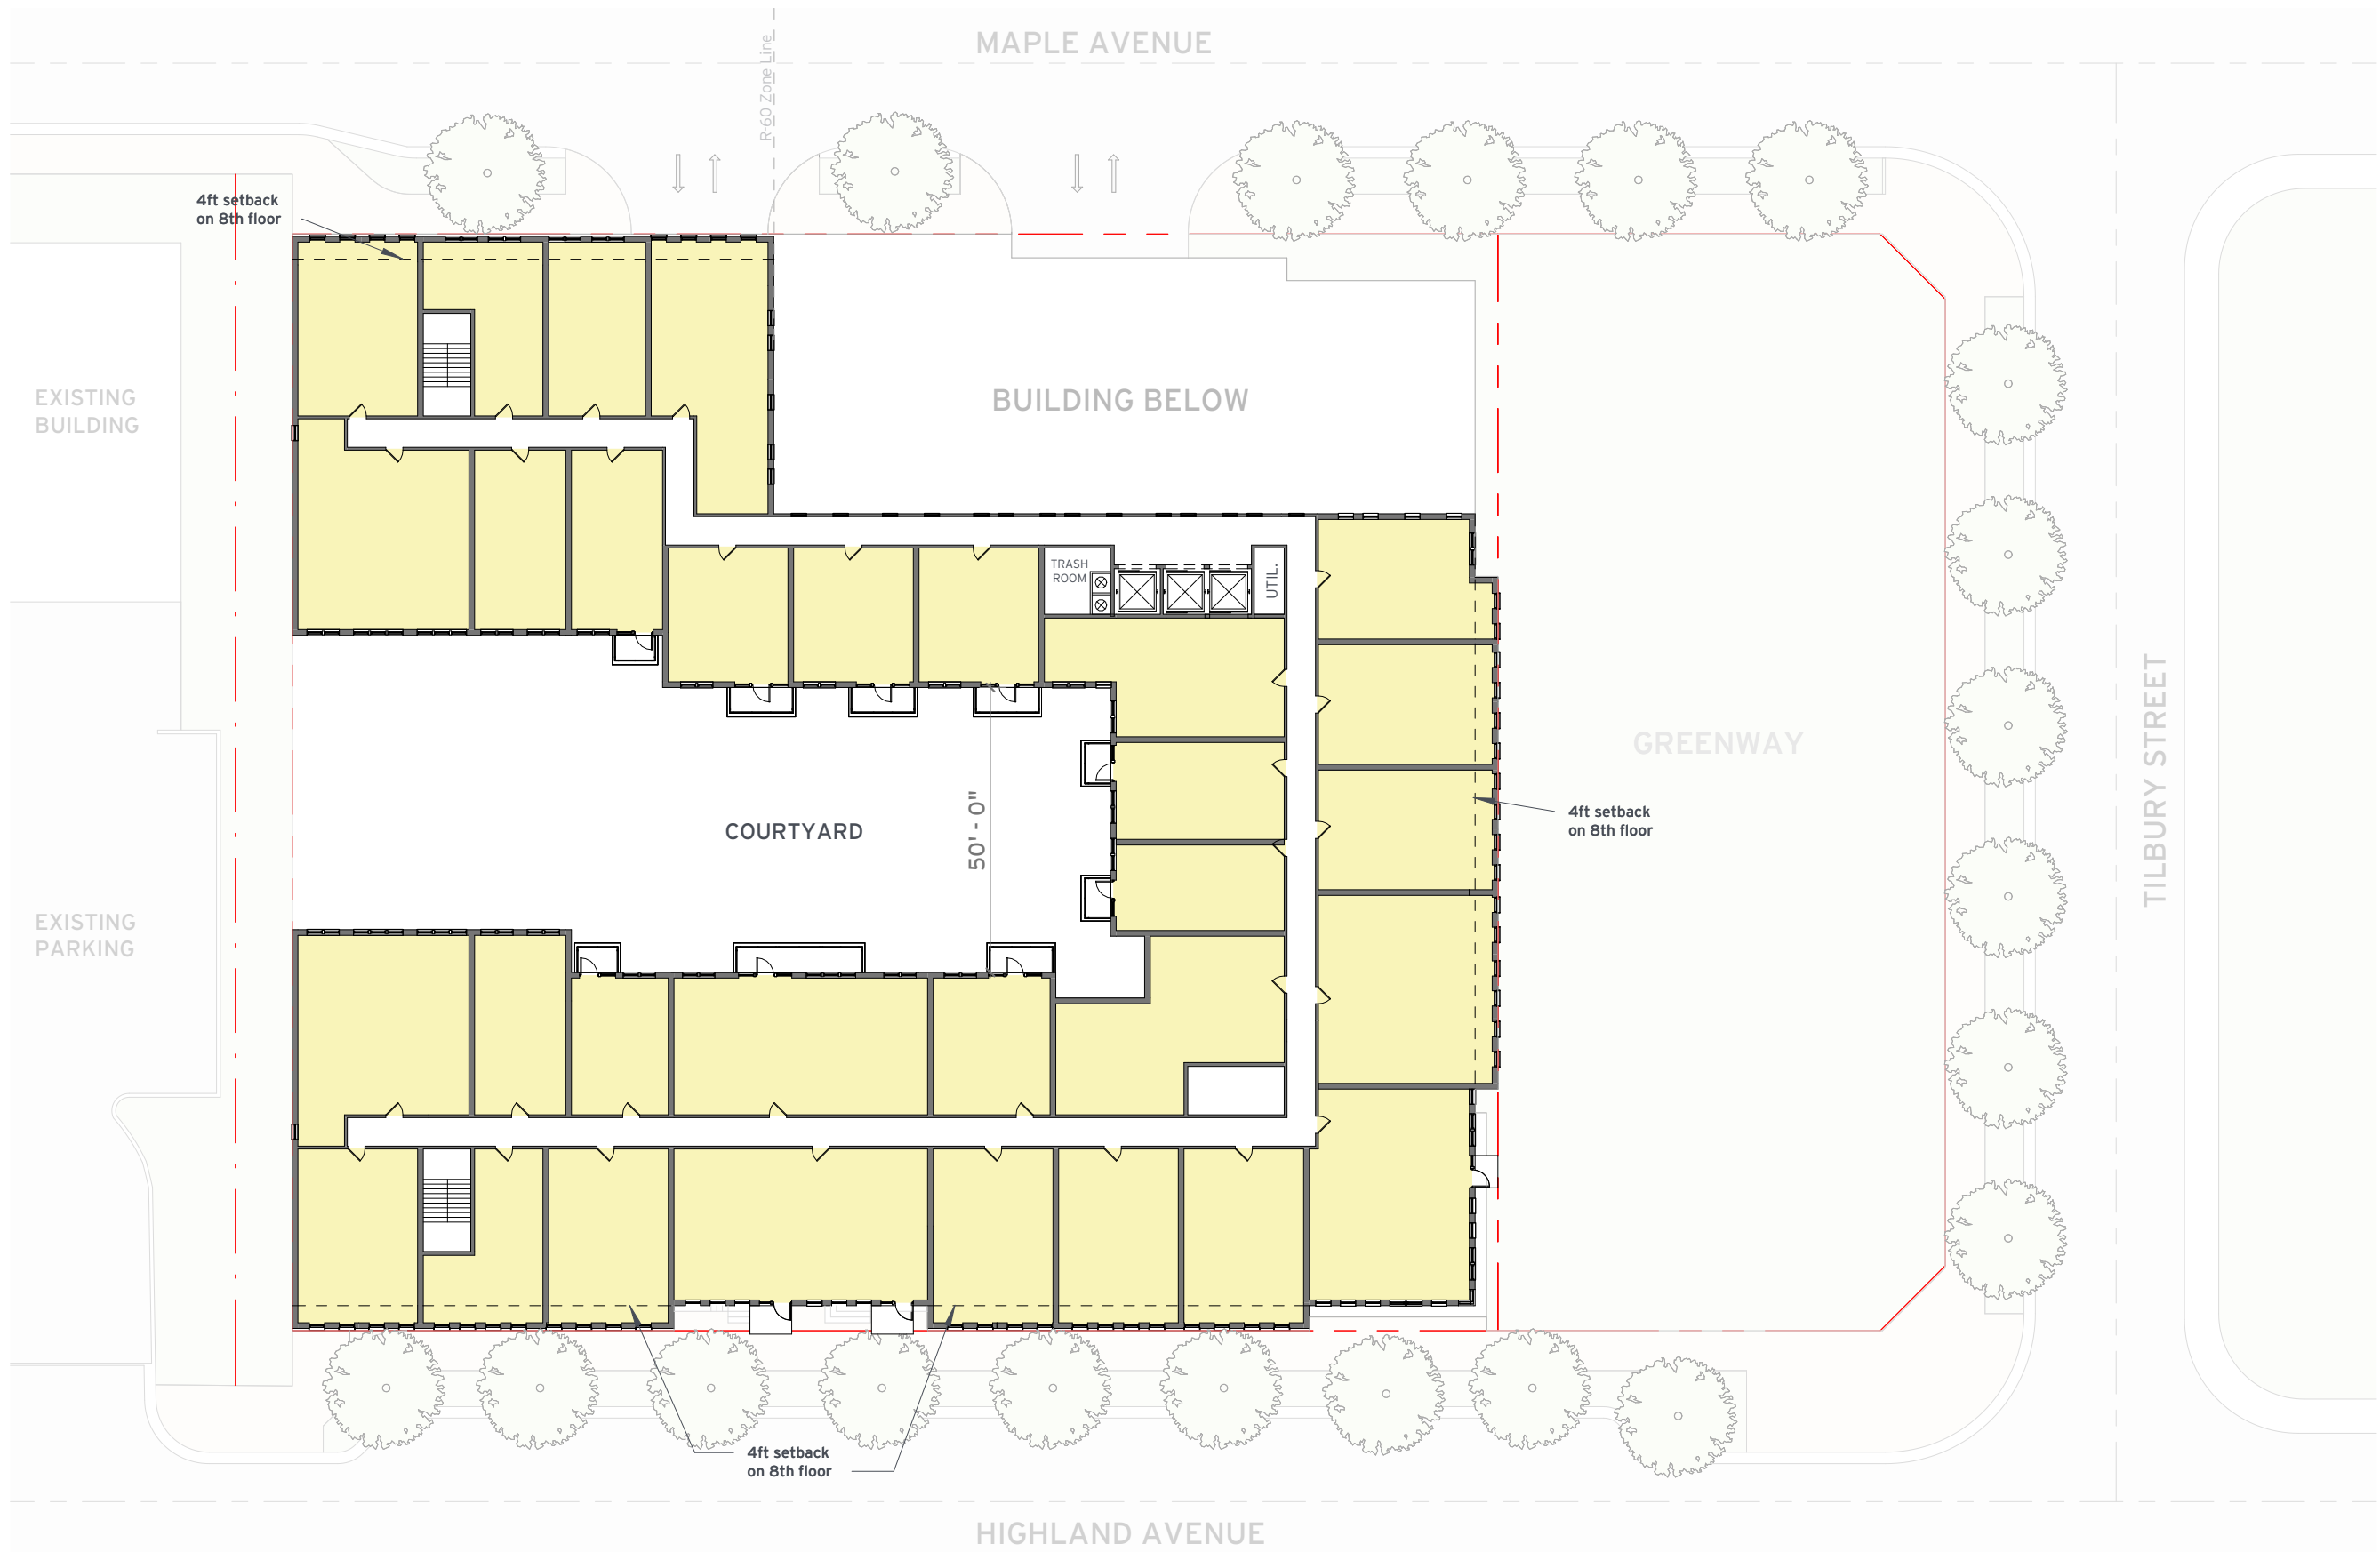 MAPLE AVENUE
R-60 Zone Line
4ft setback
on 8th floor
EXISTING
BUILDING
BUILDING BELOW
TRASH
ROOM
UTIL.
GREENWAY
TILBURY STREET
4ft setback
on 8th floor
COURTYARD
50' - 0"
EXISTING
PARKING
4ft setback
on 8th floor
HIGHLAND AVENUE